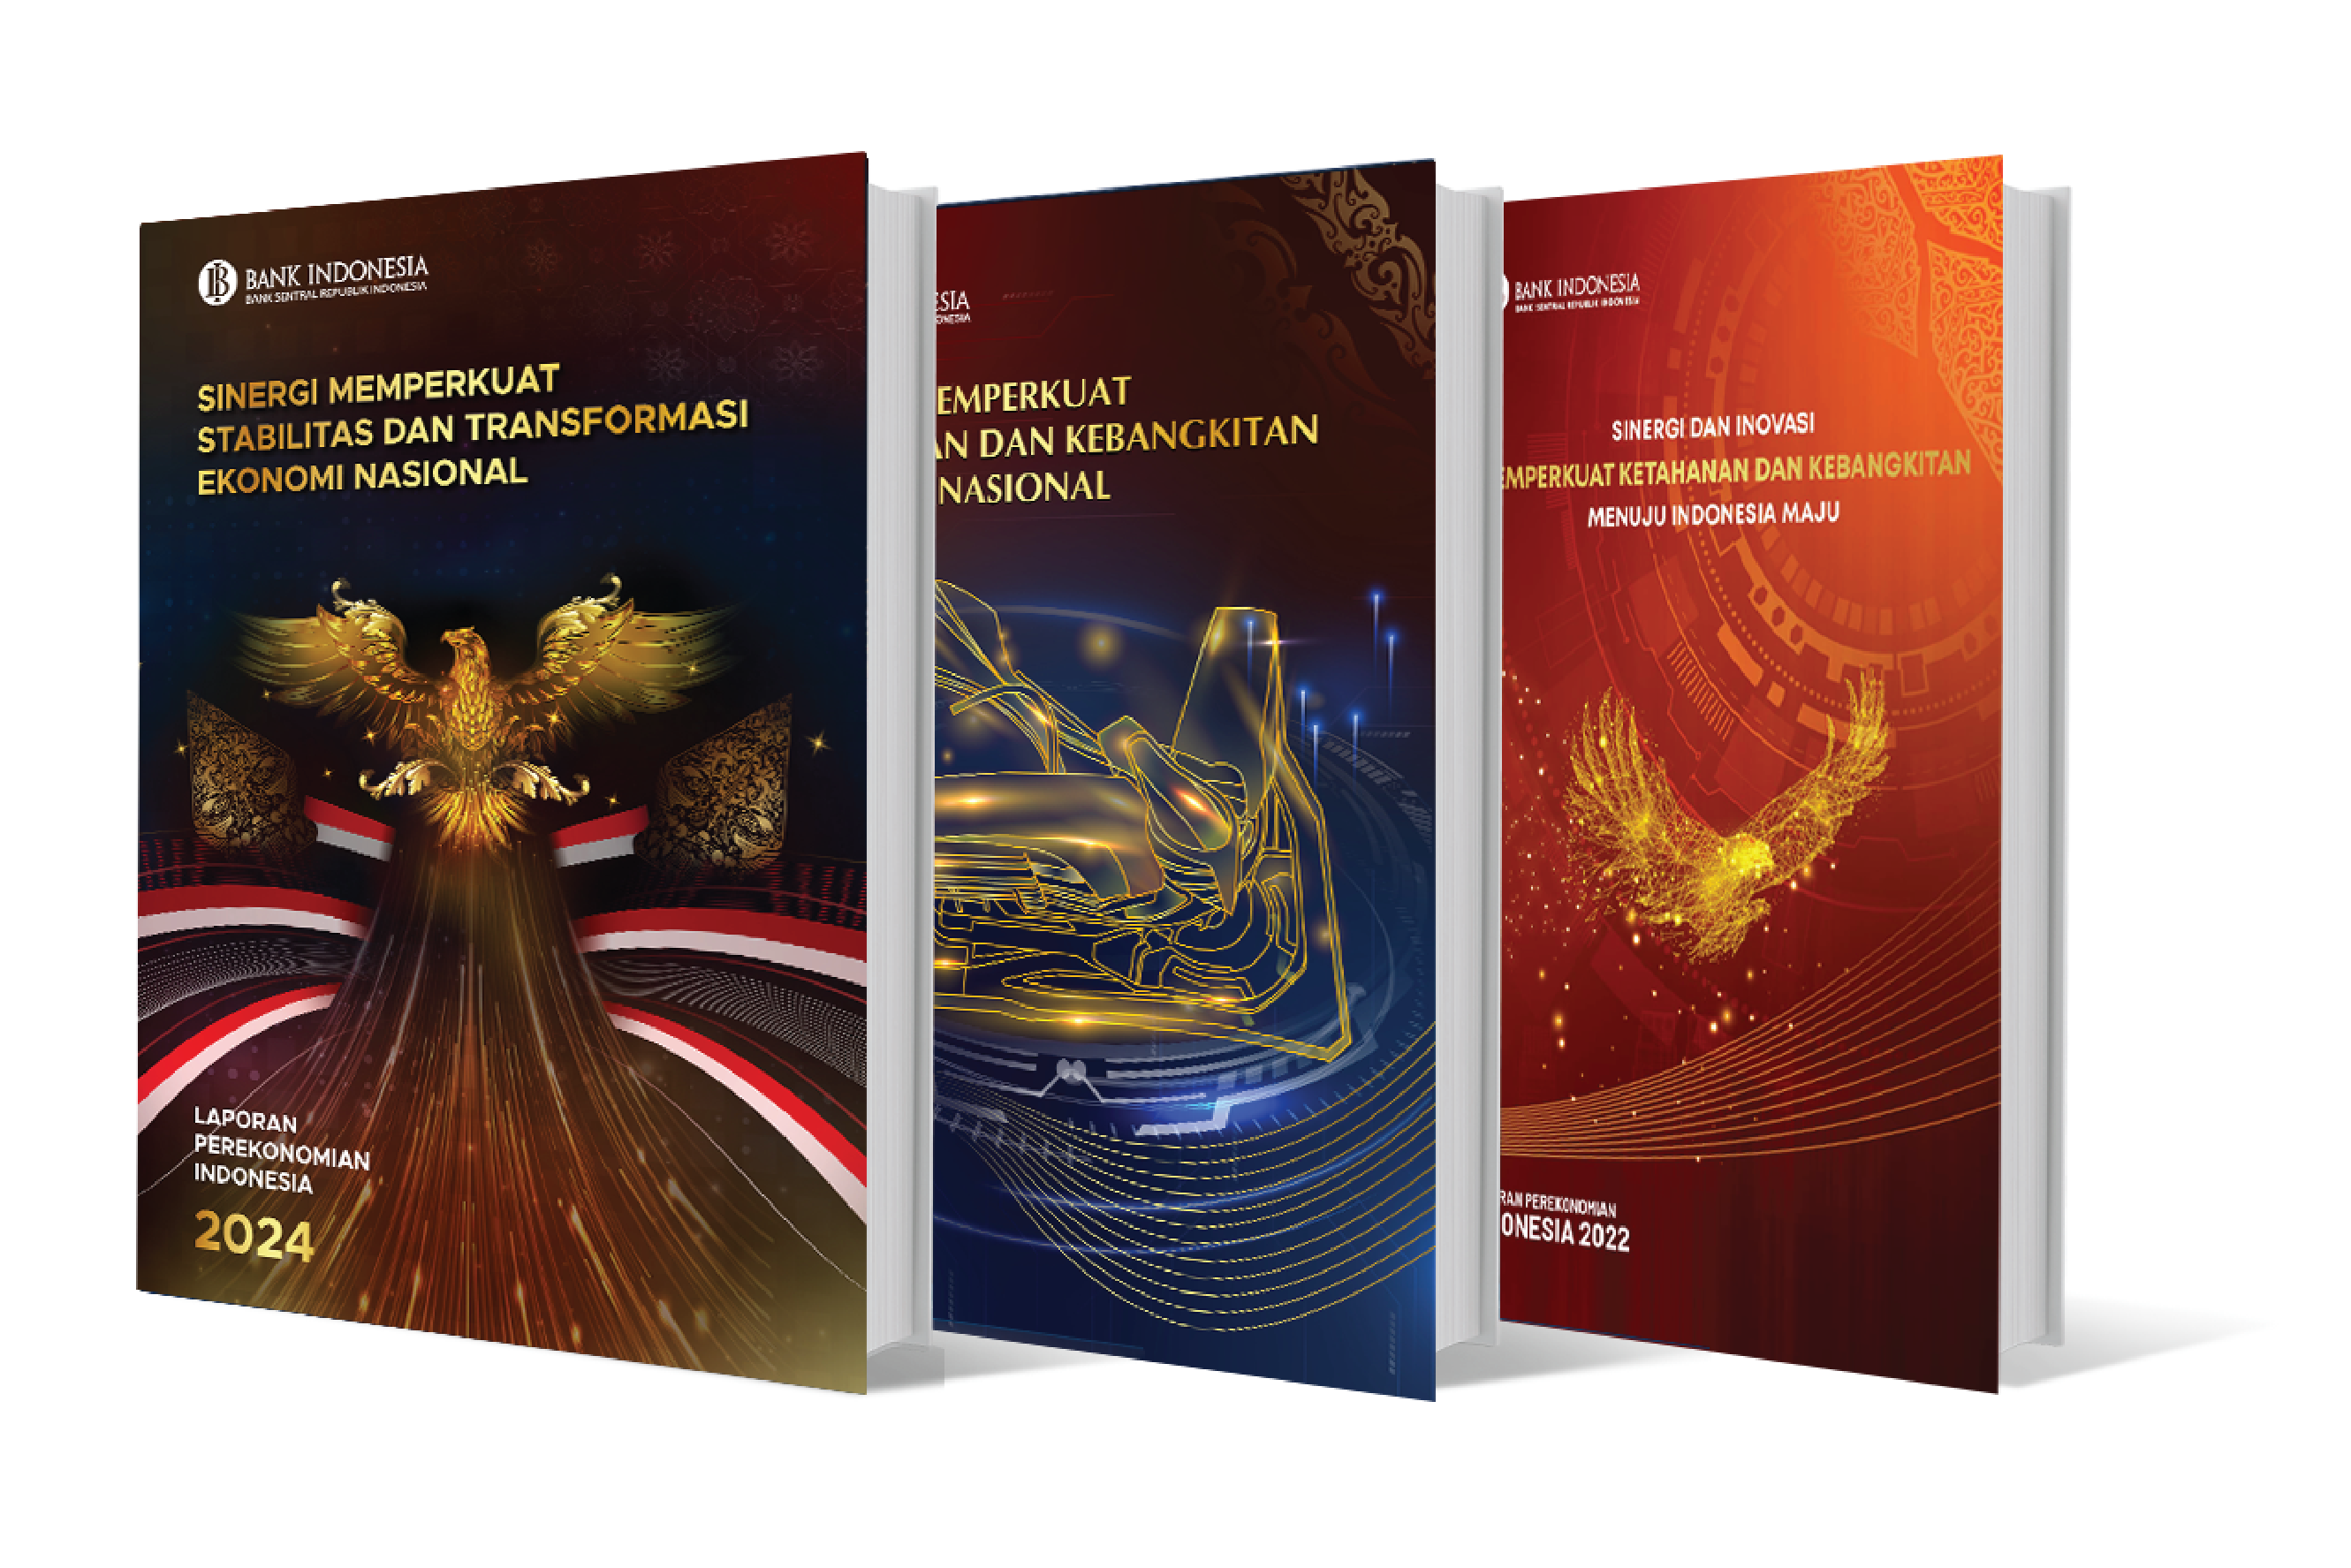 BANK INDONESIA
BANK SENTRAL REPUBLIK INDONESIA
SINERGI MEMPERKUAT
STABILITAS DAN TRANSFORMASI
EKONOMI NASIONAL
LAPORAN
PEREKONOMIAN
INDONESIA
2024
ESIA
ONESIA
EMPERKUAT
AN DAN KEBANGKITAN
NASIONAL
BANK INDONESIA
BANK SENTRAL REPUBLIK INDONESIA
SINERGI DAN INOVASI
EMPERKUAT KETAHANAN DAN KEBANGKITAN
MENUJU INDONESIA MAJU
RAN PEREKONOMIAN
ONESIA 2022